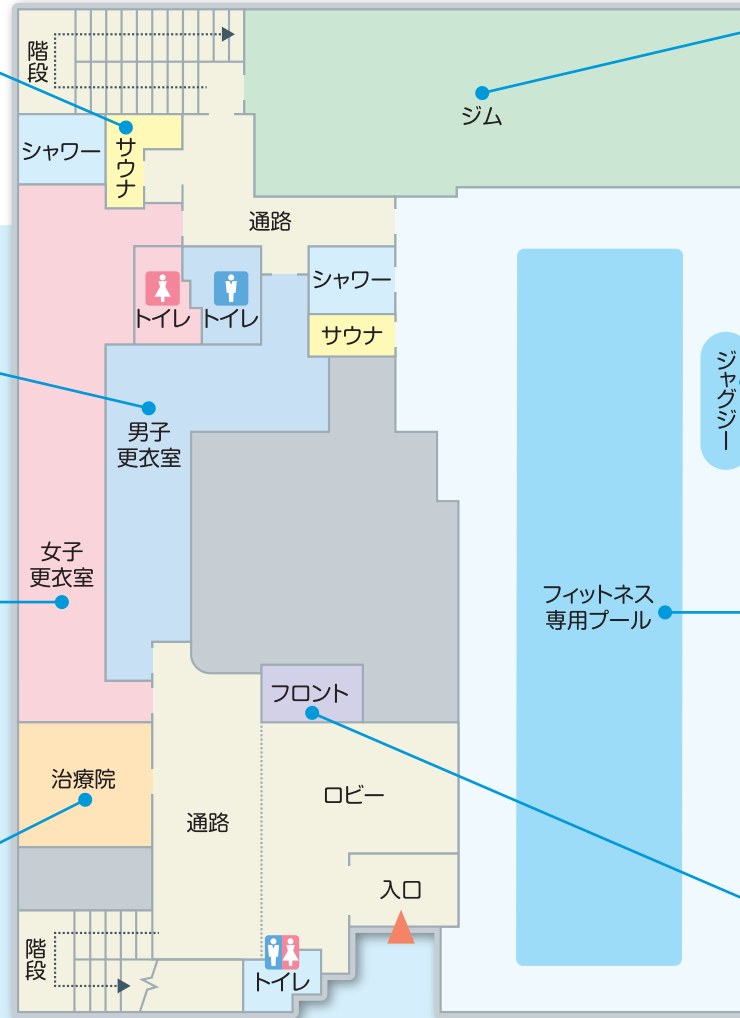 階段
ジム
シャワー
サウナ
通路
シャワー
トイレ
トイレ
サウナ
ジャグジー
男子
更衣室
女子
更衣室
フィットネス
専用プール
フロント
治療院
ロビー
通路
入口
階段
トイレ